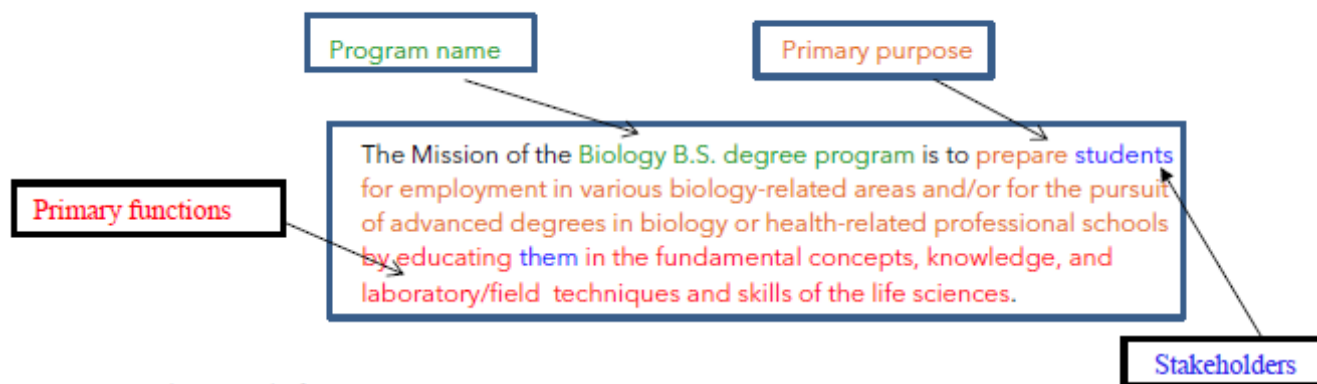 Program name
Primary purpose
The Mission of the Biology B.S. degree program is to prepare students
for employment in various biology-related areas and/or for the pursuit
of advanced degrees in biology or health-related professional schools
Primary functions
by educating them in the fundamental concepts, knowledge, and
laboratory/field techniques and skills of the life sciences.
Stakeholders